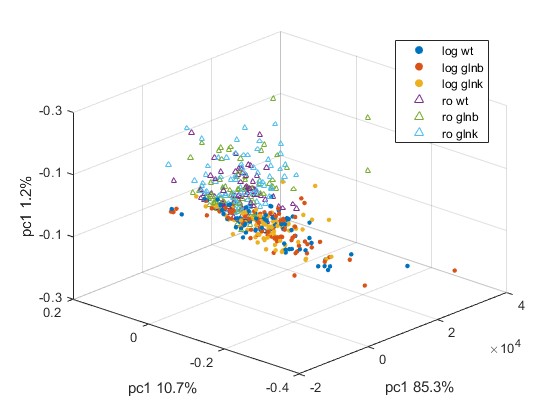 log wt
log glnb
log glnk
ro wt
ro glnb
ro glnk
-0.3
-0.1
-0.1
-0.3
pc1 1.2%
0.2
0
-0.2
-0.4
pc1 10.7%
-2
0
2
4
×10⁴
pc1 85.3%